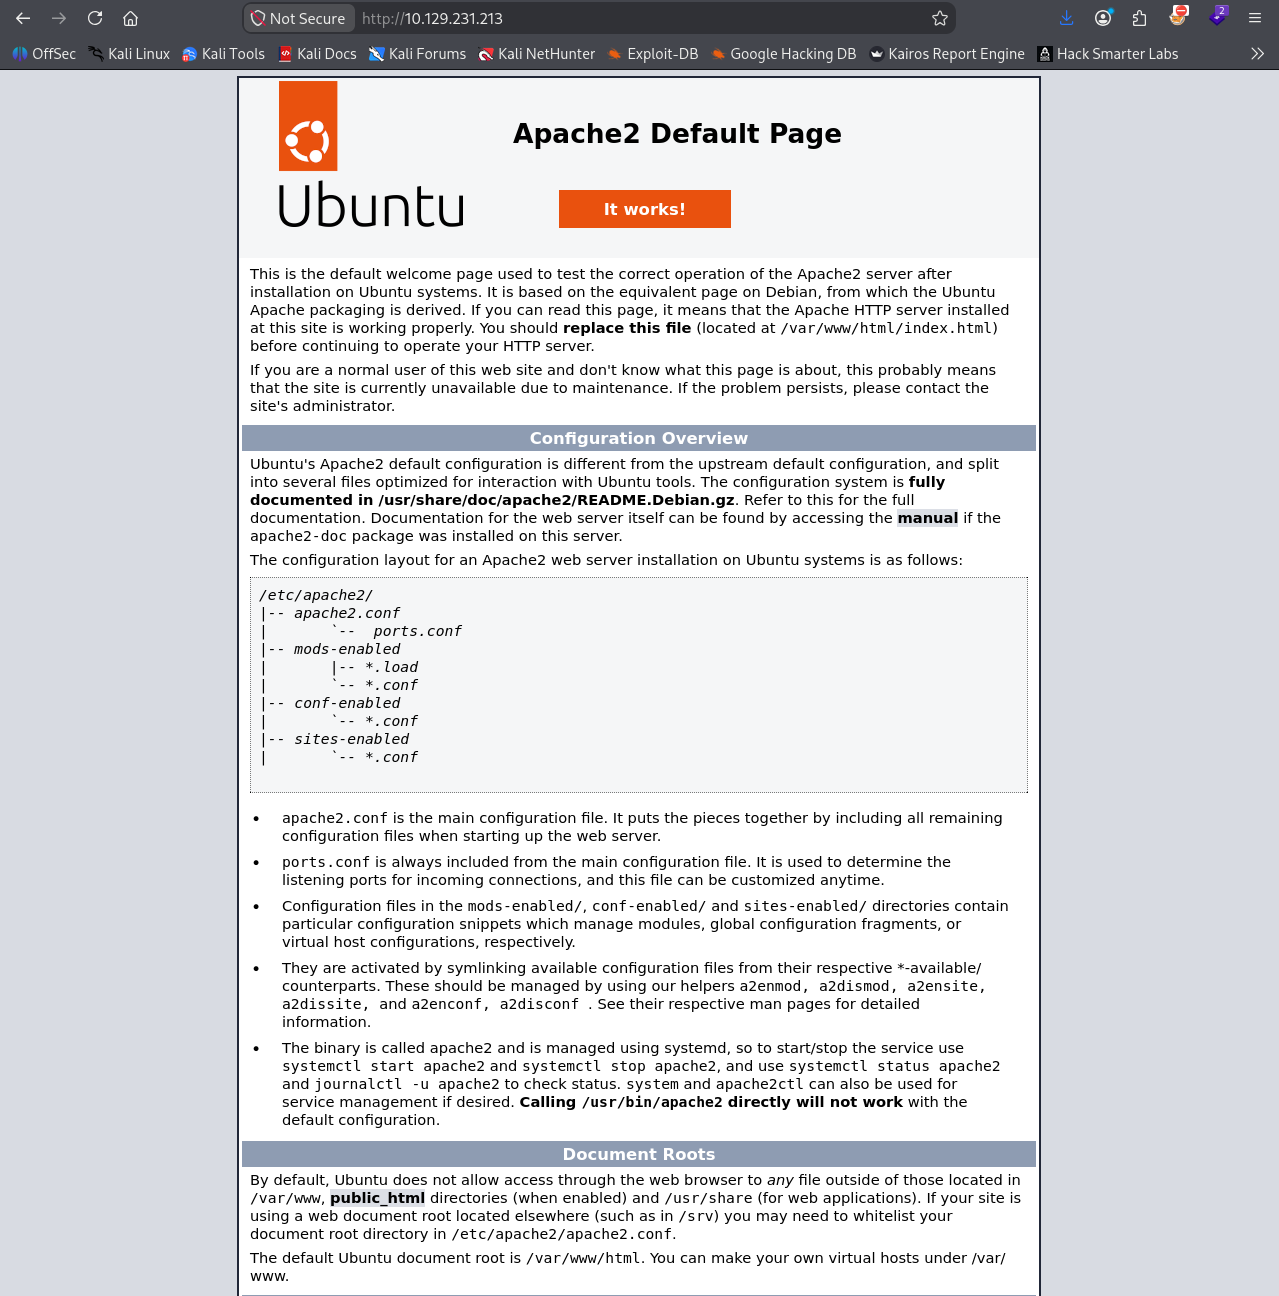 Not Secure http://10.129.231.213 2
OffSec Kali Linux Kali Tools Kali Docs Kali Forums Kali NetHunter Exploit-DB Google Hacking DB Kairos Report Engine Hack Smarter Labs
Apache2 Default Page
Ubuntu
It works!
This is the default welcome page used to test the correct operation of the Apache2 server after
installation on Ubuntu systems. It is based on the equivalent page on Debian, from which the Ubuntu
Apache packaging is derived. If you can read this page, it means that the Apache HTTP server installed
at this site is working properly. You should replace this file (located at /var/www/html/index.html)
before continuing to operate your HTTP server.
If you are a normal user of this web site and don't know what this page is about, this probably means
that the site is currently unavailable due to maintenance. If the problem persists, please contact the
site's administrator.
Configuration Overview
Ubuntu's Apache2 default configuration is different from the upstream default configuration, and split
into several files optimized for interaction with Ubuntu tools. The configuration system is fully
documented in /usr/share/doc/apache2/README.Debian.gz. Refer to this for the full
documentation. Documentation for the web server itself can be found by accessing the manual if the
apache2-doc package was installed on this server.
The configuration layout for an Apache2 web server installation on Ubuntu systems is as follows:
/etc/apache2/
|-- apache2.conf
|       `--  ports.conf
|-- mods-enabled
|       |-- *.load
|       `-- *.conf
|-- conf-enabled
|       `-- *.conf
|-- sites-enabled
|       `-- *.conf
• apache2.conf is the main configuration file. It puts the pieces together by including all remaining
configuration files when starting up the web server.
• ports.conf is always included from the main configuration file. It is used to determine the
listening ports for incoming connections, and this file can be customized anytime.
• Configuration files in the mods-enabled/, conf-enabled/ and sites-enabled/ directories contain
particular configuration snippets which manage modules, global configuration fragments, or
virtual host configurations, respectively.
• They are activated by symlinking available configuration files from their respective *-available/
counterparts. These should be managed by using our helpers a2enmod, a2dismod, a2ensite,
a2dissite, and a2enconf, a2disconf . See their respective man pages for detailed
information.
• The binary is called apache2 and is managed using systemd, so to start/stop the service use
systemctl start apache2 and systemctl stop apache2, and use systemctl status apache2
and journalctl -u apache2 to check status. system and apache2ctl can also be used for
service management if desired. Calling /usr/bin/apache2 directly will not work with the
default configuration.
Document Roots
By default, Ubuntu does not allow access through the web browser to any file outside of those located in
/var/www, public_html directories (when enabled) and /usr/share (for web applications). If your site is
using a web document root located elsewhere (such as in /srv) you may need to whitelist your
document root directory in /etc/apache2/apache2.conf.
The default Ubuntu document root is /var/www/html. You can make your own virtual hosts under /var/
www.